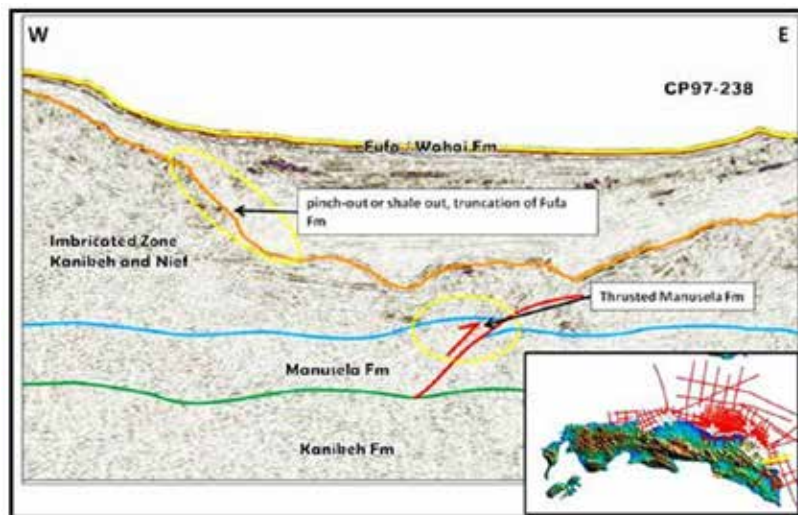 W
E
CP97-238
Fufa / Wahai Fm
pinch-out or shale out, truncation of Fufa
Fm
Imbricated Zone
Kanikeh and Nief
Thrusted Manusela Fm
Manusela Fm
Kanikeh Fm